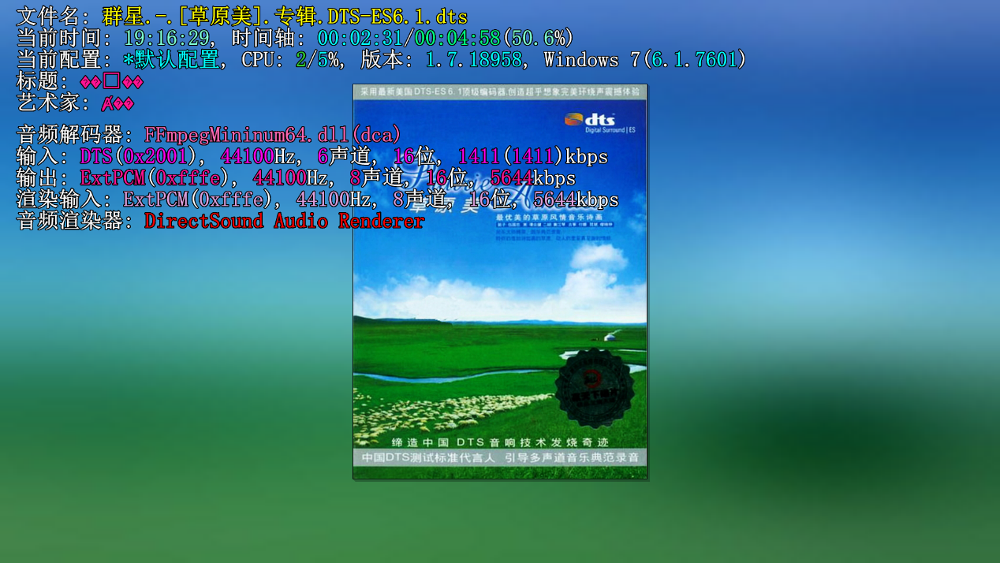 文件名: 群星.-.[草原美].专辑.DTS-ES6.1.dts
当前时间: 19:16:29, 时间轴: 00:02:31/00:04:58(50.6%)
当前配置: *默认配置, CPU: 2/5%, 版本: 1.7.18958, Windows 7(6.1.7601)
标题: ��□��
艺术家: Ⱥ��
音频解码器: FFmpegMininum64.dll(dca)
输入: DTS(0x2001), 44100Hz, 6声道, 16位, 1411(1411)kbps
输出: ExtPCM(0xfffe), 44100Hz, 8声道, 16位, 5644kbps
渲染输入: ExtPCM(0xfffe), 44100Hz, 8声道, 16位, 5644kbps
音频渲染器: DirectSound Audio Renderer
采用最新美国DTS-ES 6.1顶级编码器,创造超乎想象完美环绕声震撼体验
dts
Digital Surround | ES
草原美
最优美的草原风情音乐诗画
缔造中国 DTS 音响技术发烧奇迹
中国DTS测试标准代言人 引导多声道音乐典范录音